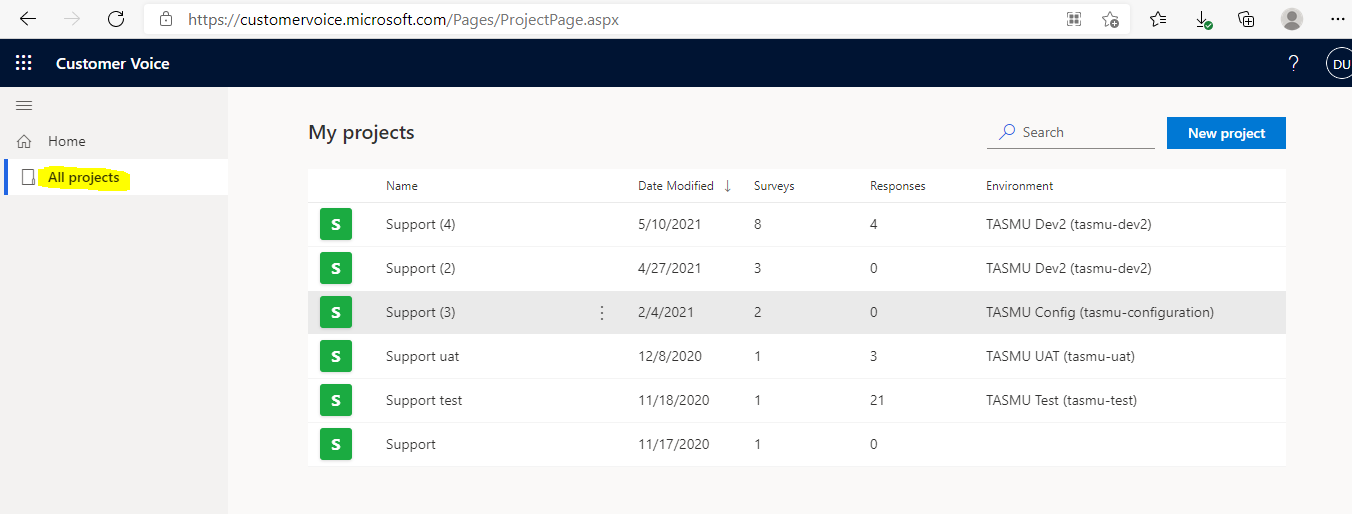 https://customervoice.microsoft.com/Pages/ProjectPage.aspx
Customer Voice
? DU
Home
All projects
My projects
Search
New project
Name Date Modified ↓ Surveys Responses Environment
S Support (4) 5/10/2021 8 4 TASMU Dev2 (tasmu-dev2)
S Support (2) 4/27/2021 3 0 TASMU Dev2 (tasmu-dev2)
S Support (3) 2/4/2021 2 0 TASMU Config (tasmu-configuration)
S Support uat 12/8/2020 1 3 TASMU UAT (tasmu-uat)
S Support test 11/18/2020 1 21 TASMU Test (tasmu-test)
S Support 11/17/2020 1 0